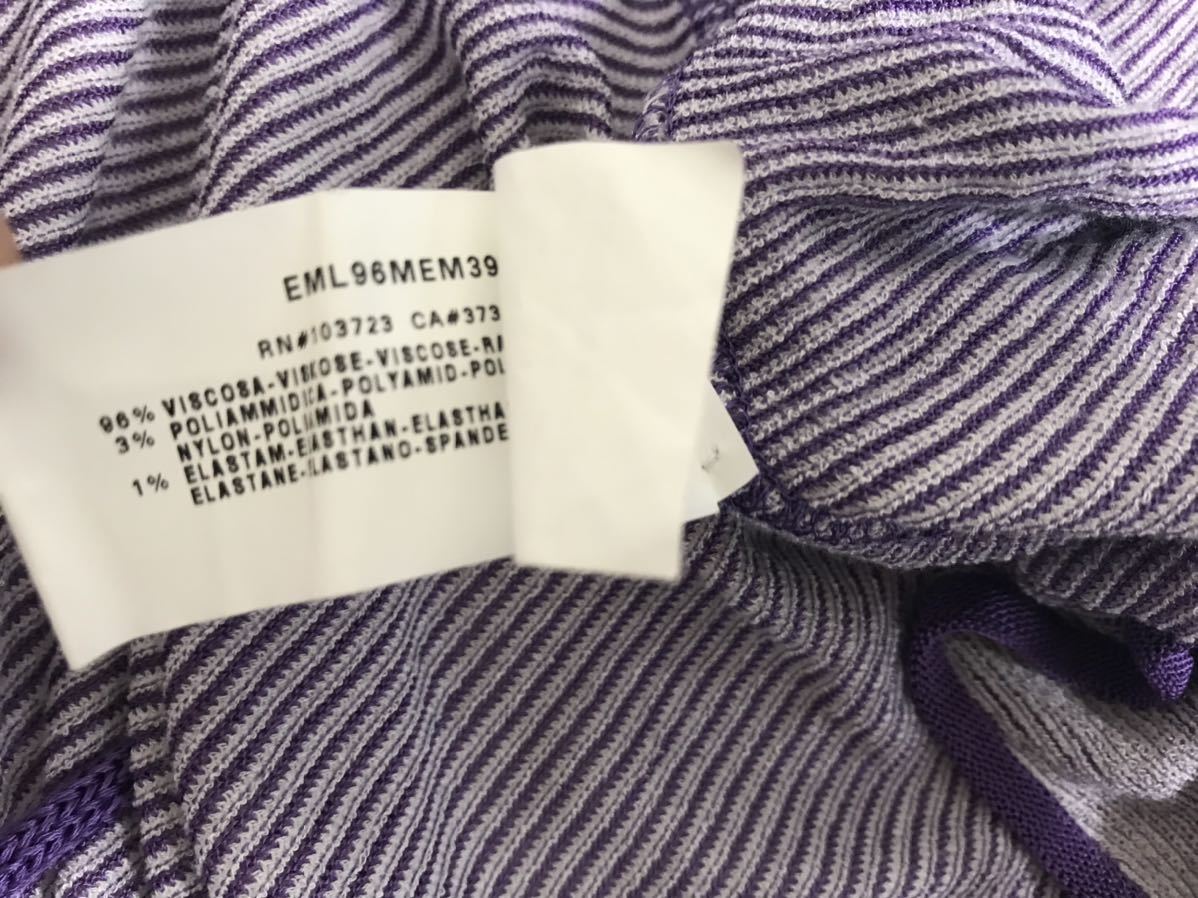 EML96MEM39
RN#103723 CA#373
96% VISCOSA-VISCOSE-VISCOSE-RA
3% POLIAMMIDICA-POLYAMID-POL
NYLON-POLIAMIDA
1% ELASTAM-ELASTHAN-ELASTHA
ELASTANE-ELASTANO-SPANDE